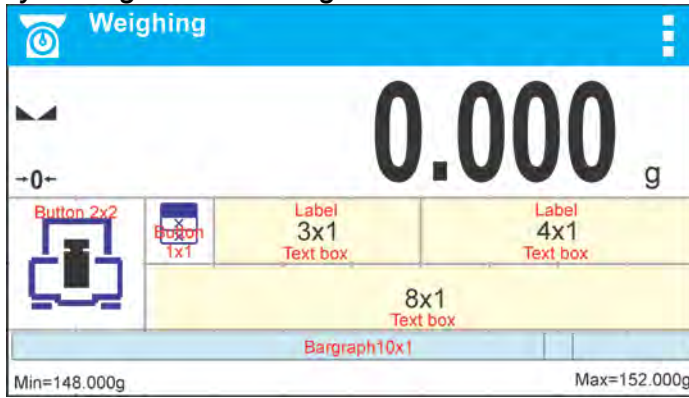 Weighing
0.000
→0← g
Button 2x2
Button
1x1
Label
3x1
Text box
Label
4x1
Text box
8x1
Text box
Bargraph10x1
Min=148.000g
Max=152.000g